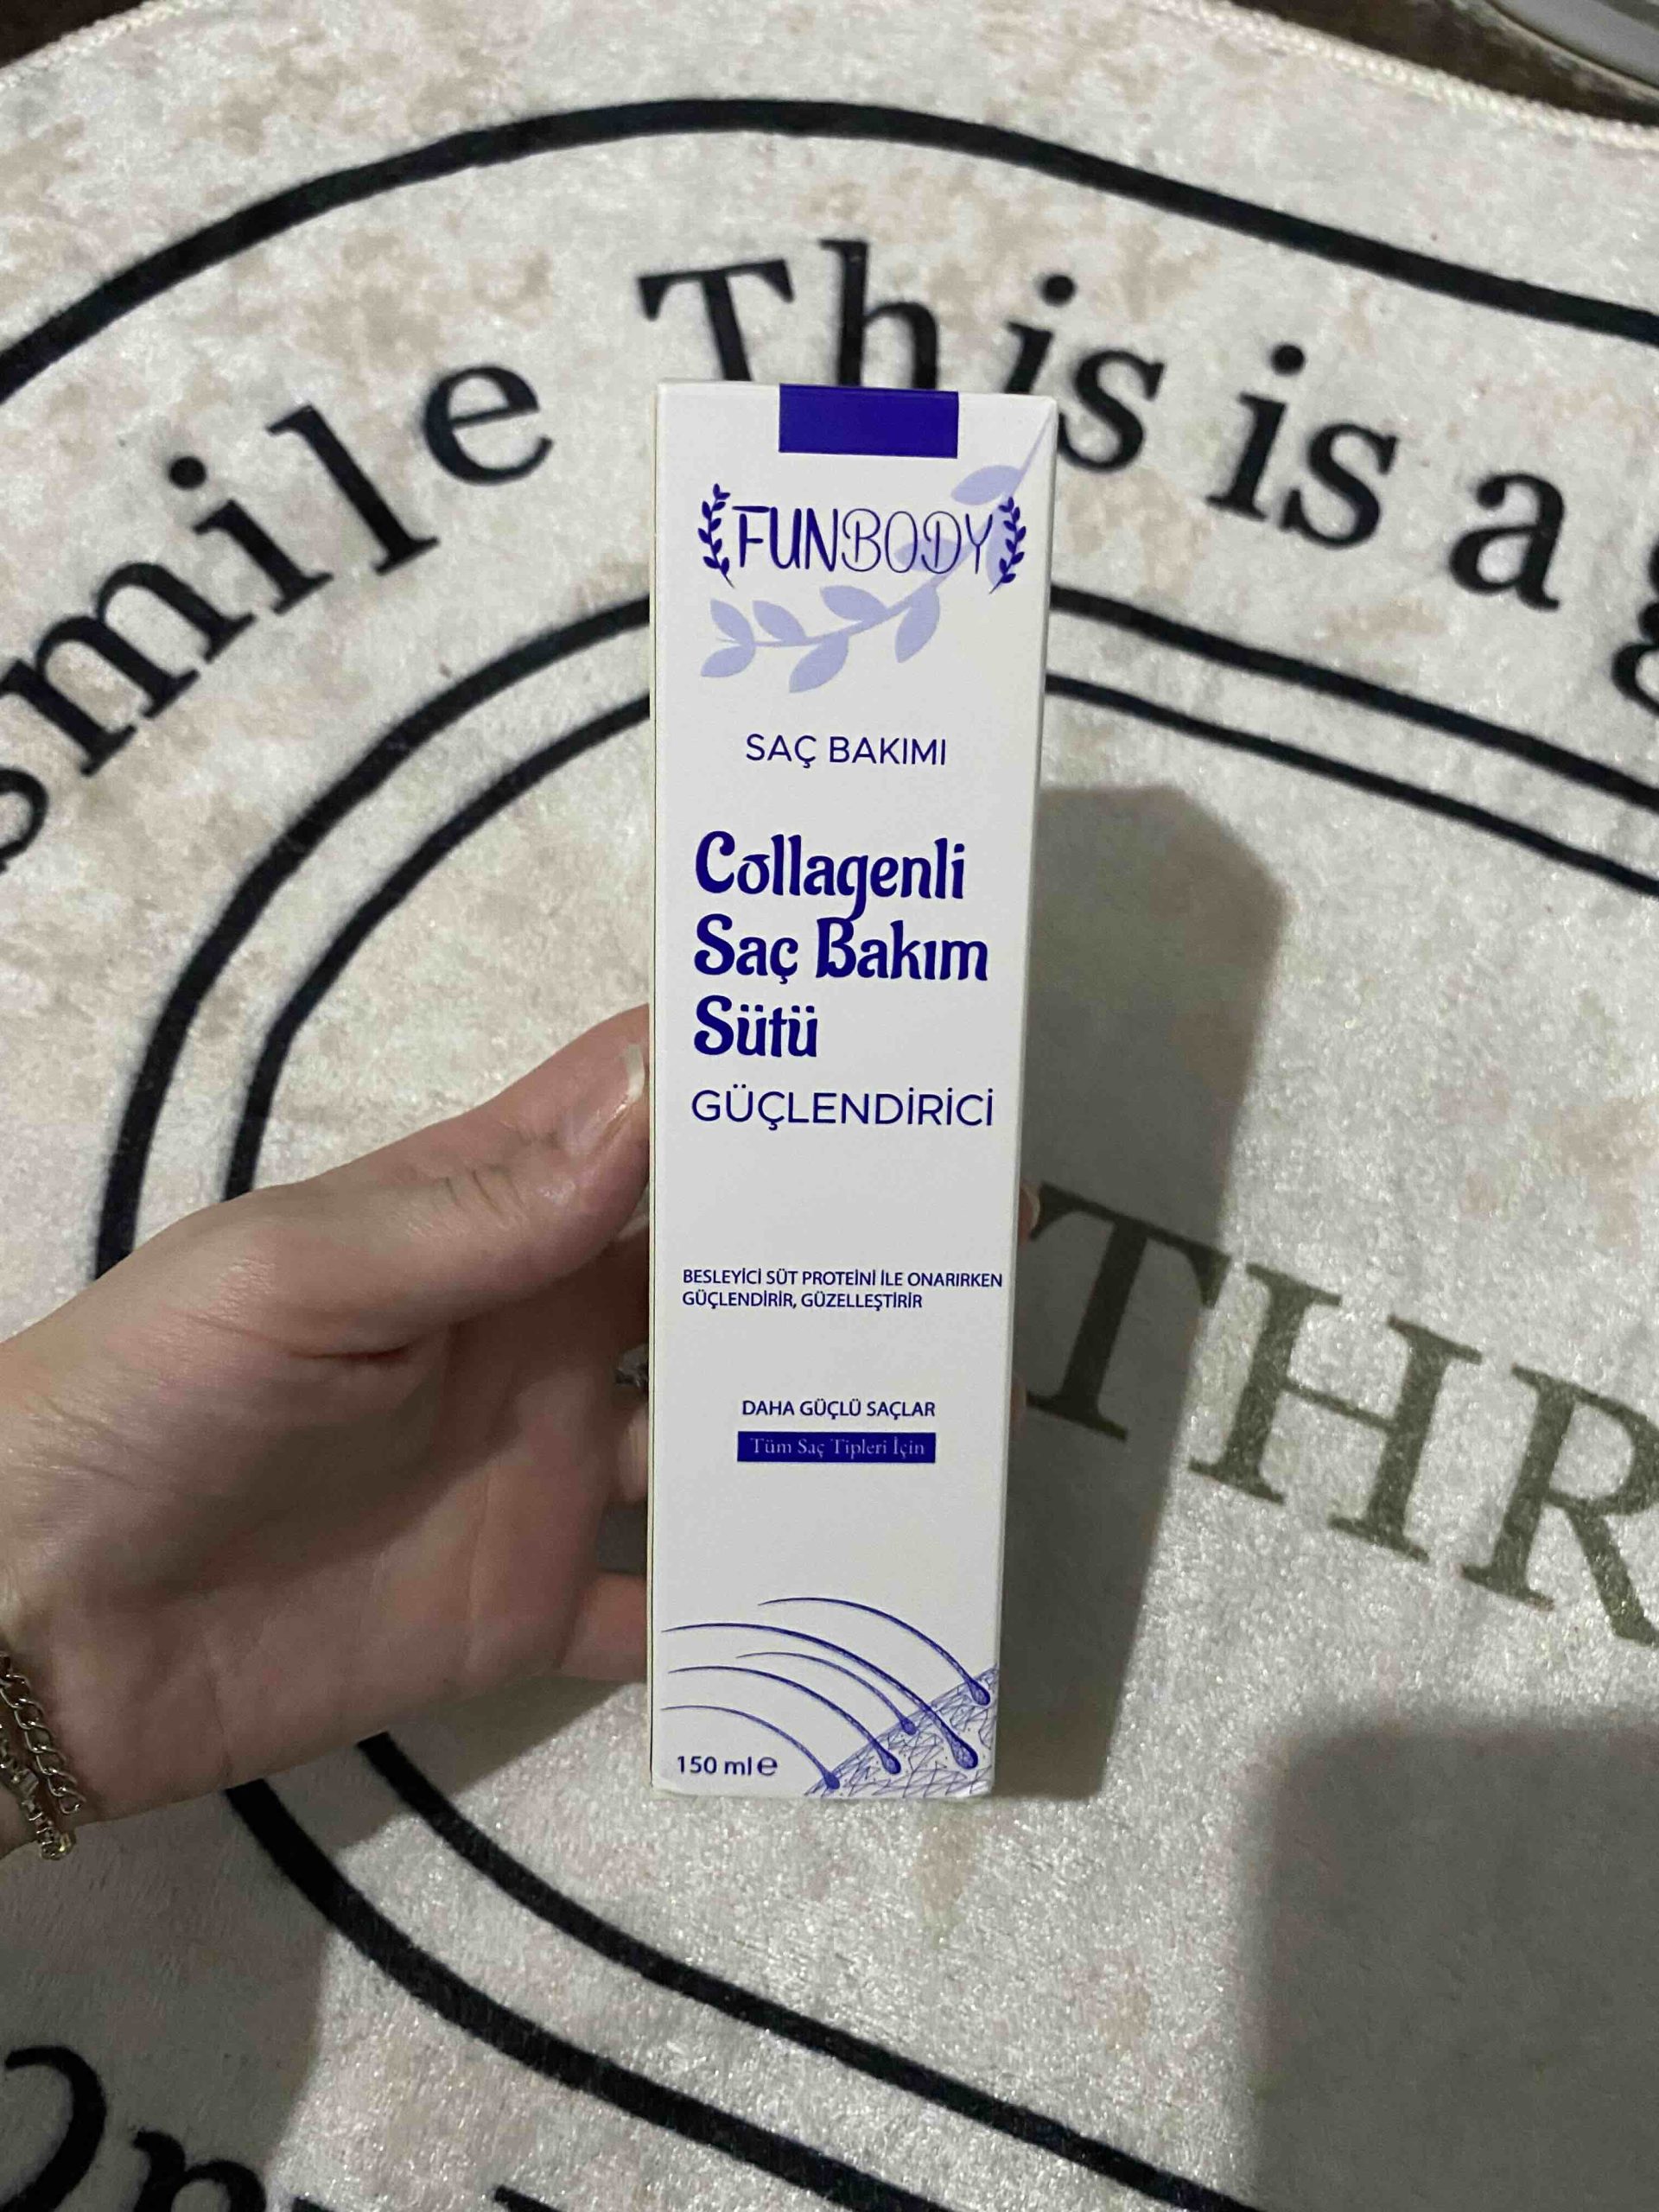 smile This is a
FUNBODY
SAÇ BAKIMI
Collagenli
Saç Bakım
Sütü
GÜÇLENDİRİCİ
BESLEYİCİ SÜT PROTEİNİ İLE ONARIRKEN
GÜÇLENDİRİR, GÜZELLEŞTİRİR
DAHA GÜÇLÜ SAÇLAR
Tüm Saç Tipleri İçin
150 ml e
THR